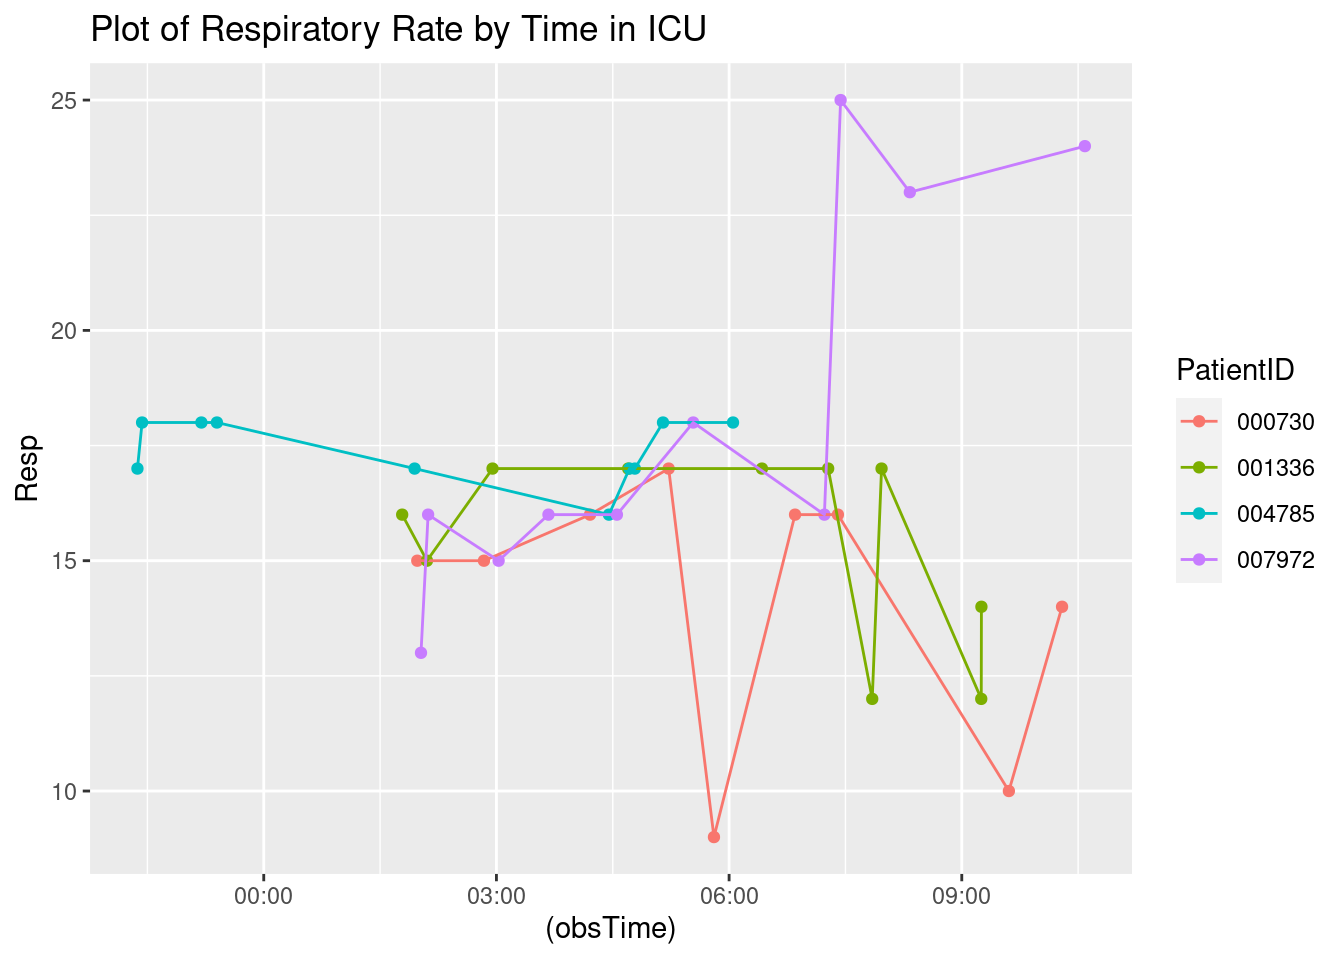 Plot of Respiratory Rate by Time in ICU
25
20
15
10
Resp
00:00 03:00 06:00 09:00
(obsTime)
PatientID
000730
001336
004785
007972